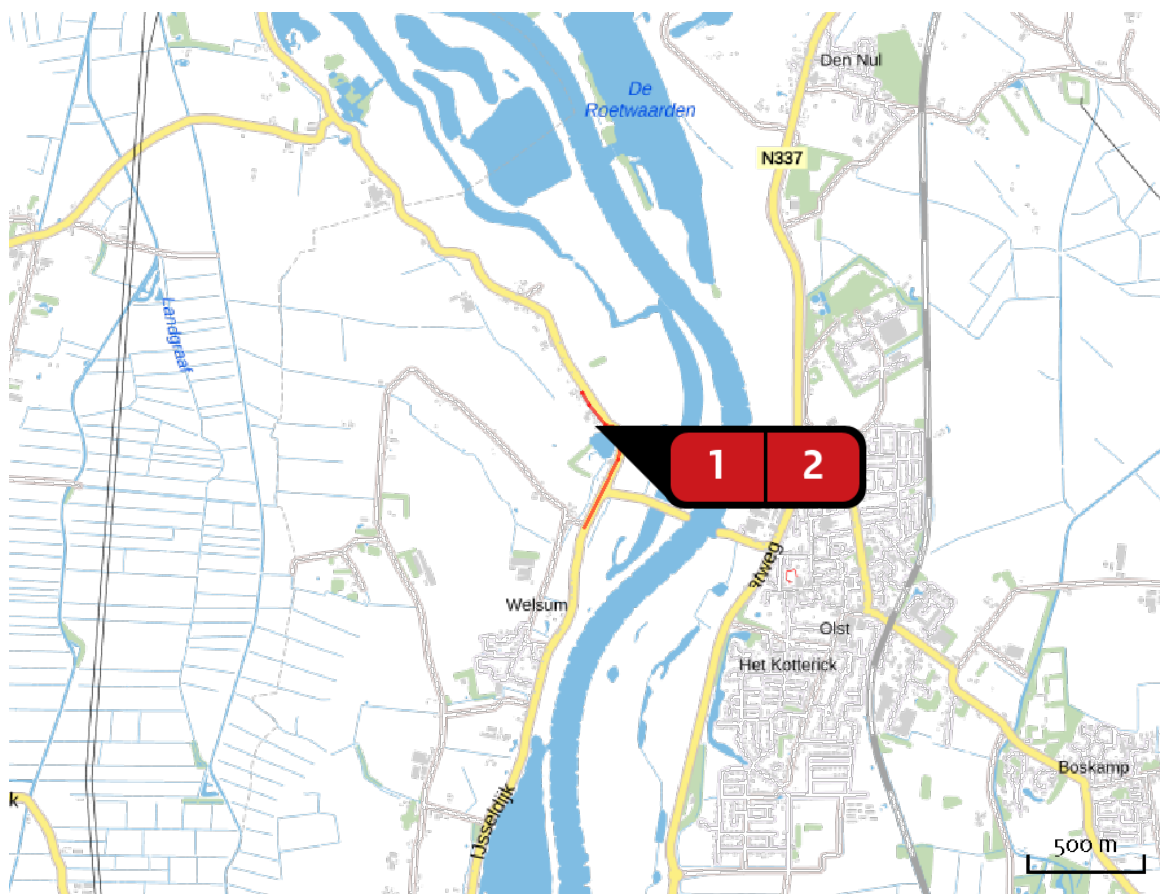 Den Nul
De
Roetwaarden
N337
Landgraaf
1
2
Welsum
Olst
Het Kotterick
Boskamp
IJsseldijk
500 m